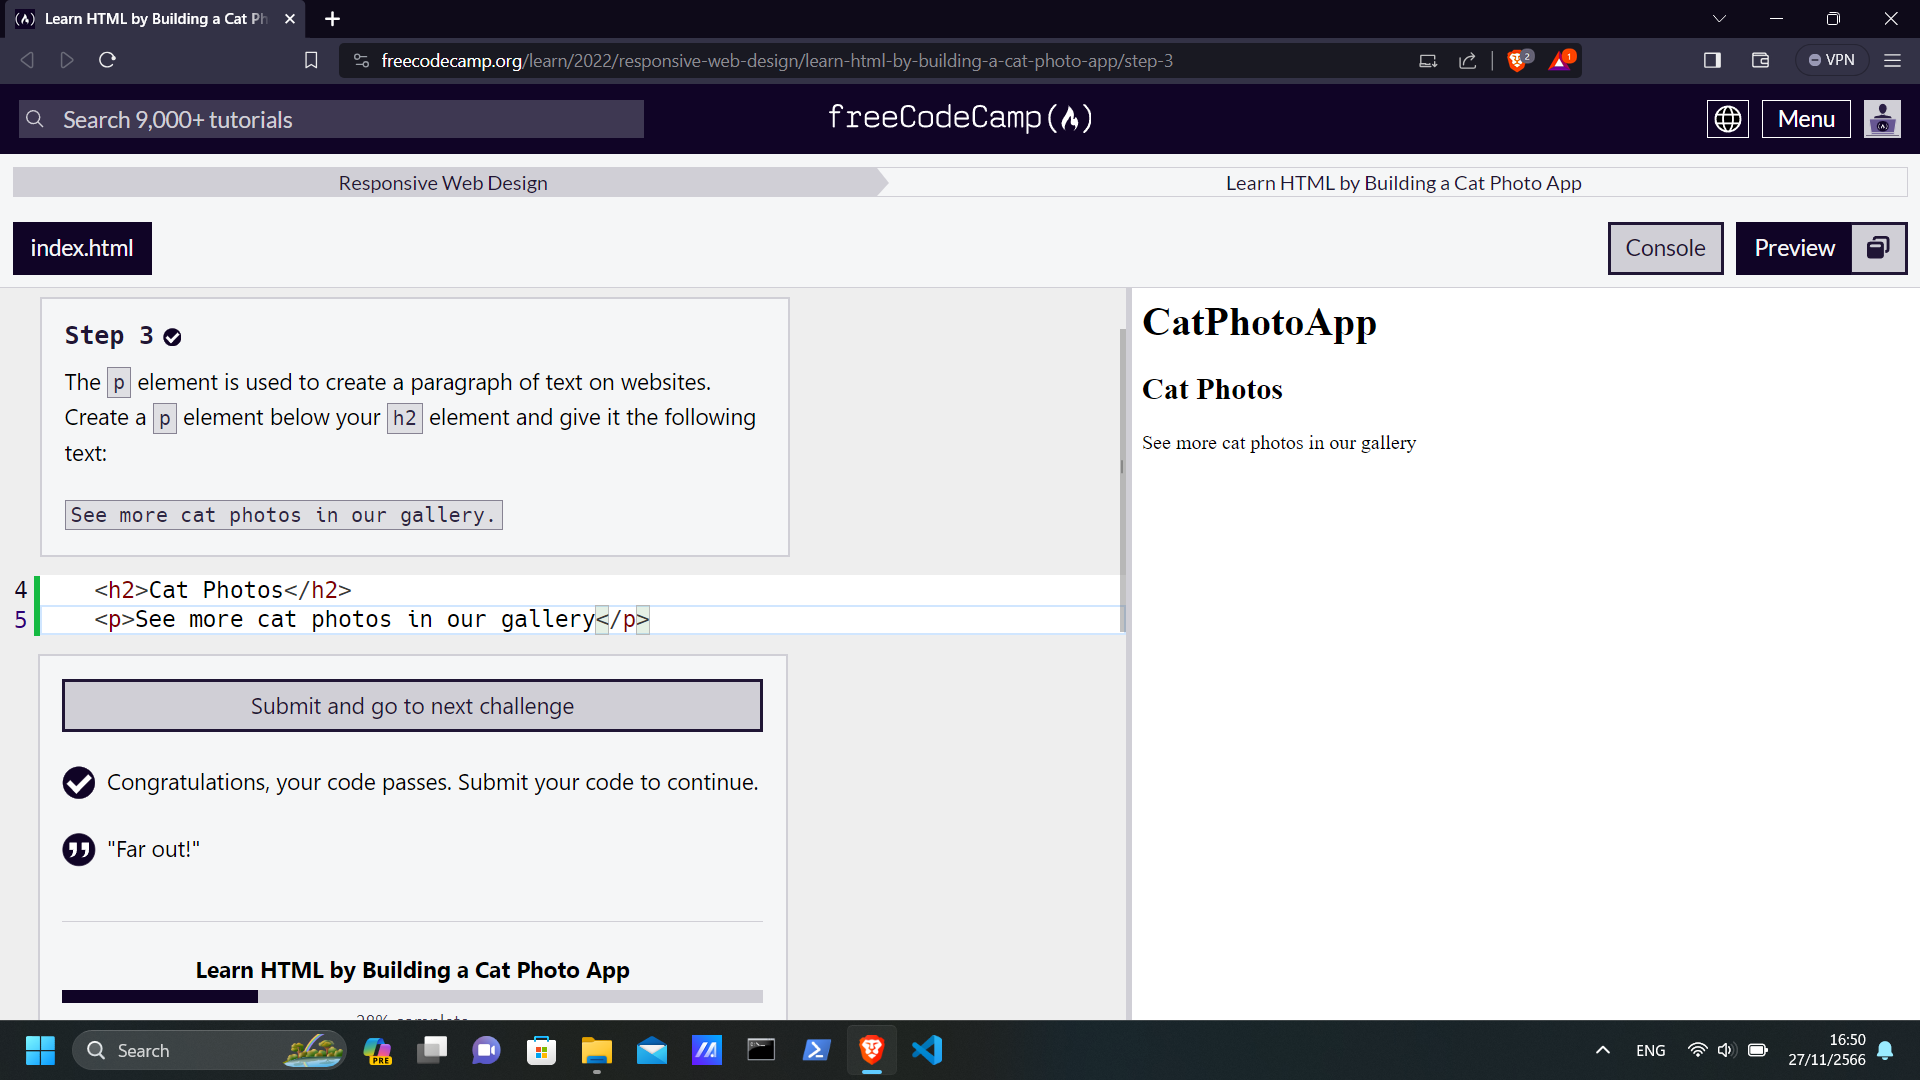 Learn HTML by Building a Cat Ph
freecodecamp.org/learn/2022/responsive-web-design/learn-html-by-building-a-cat-photo-app/step-3
2
1
VPN
Search 9,000+ tutorials
freeCodeCamp
Menu
Responsive Web Design
Learn HTML by Building a Cat Photo App
index.html
Console
Preview
Step 3
The p element is used to create a paragraph of text on websites.
Create a p element below your h2 element and give it the following
text:
See more cat photos in our gallery.
4 <h2>Cat Photos</h2>
5 <p>See more cat photos in our gallery</p>
Submit and go to next challenge
Congratulations, your code passes. Submit your code to continue.
"Far out!"
Learn HTML by Building a Cat Photo App
28% complete
CatPhotoApp
Cat Photos
See more cat photos in our gallery
Search
PRE
ENG
16:50
27/11/2566